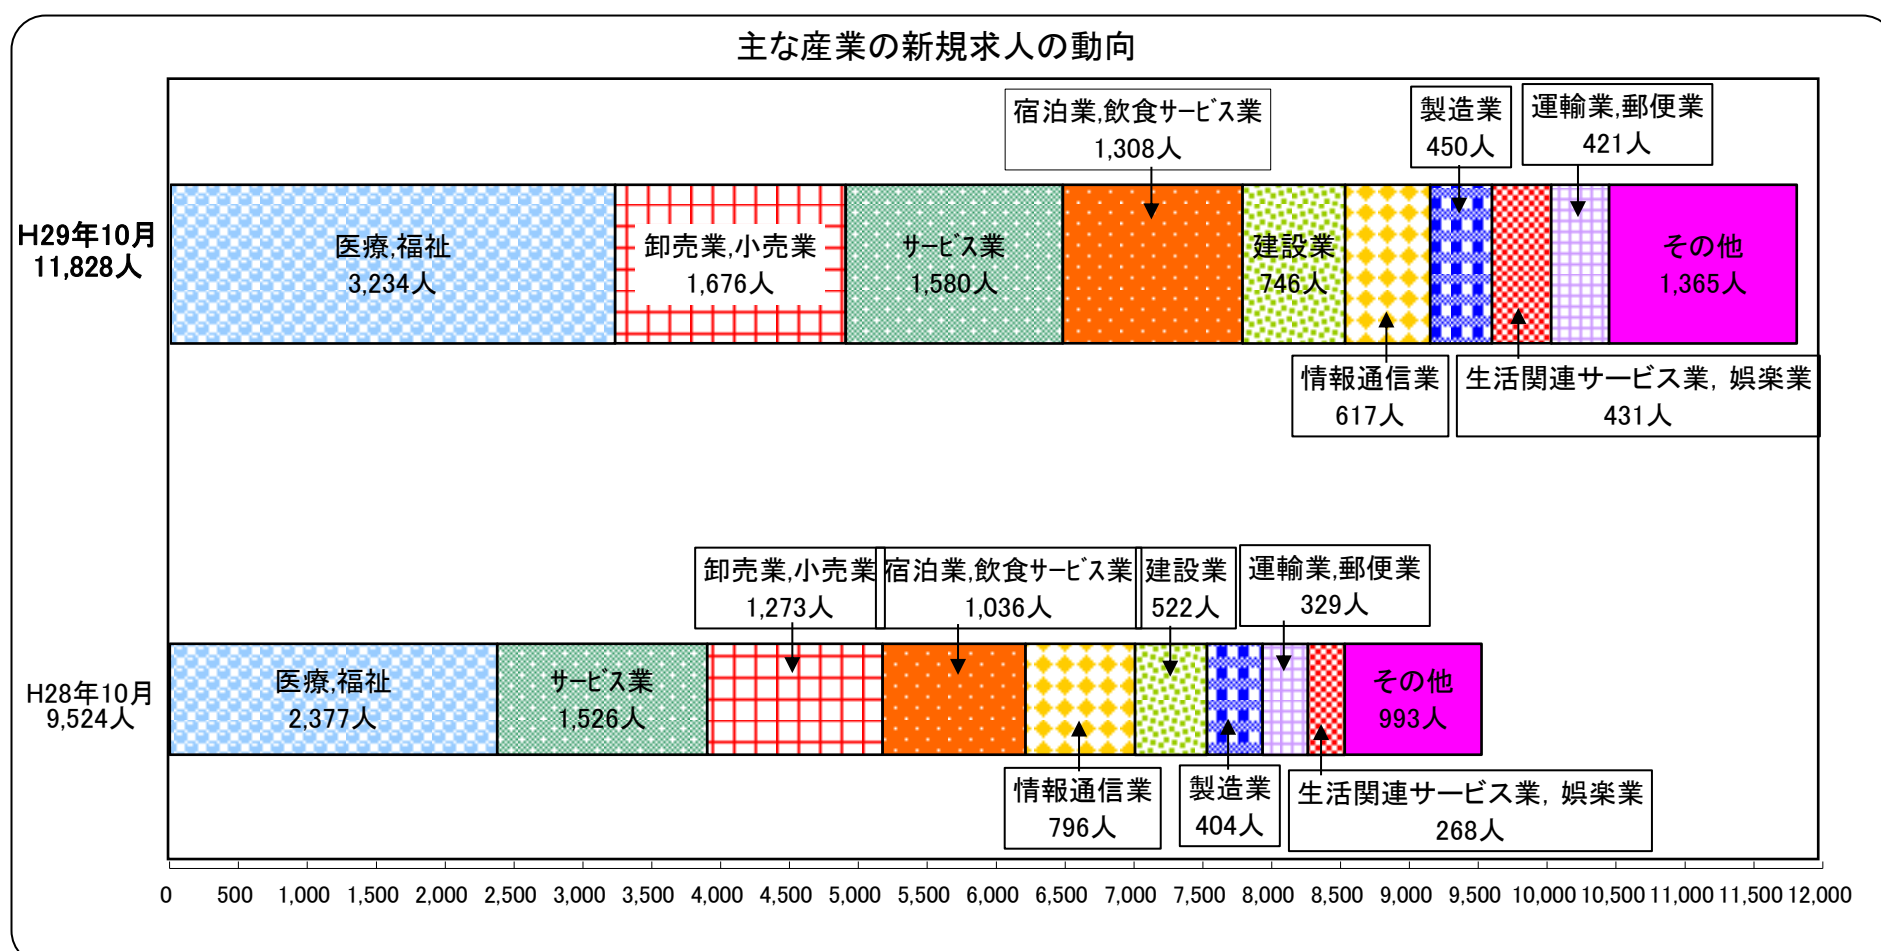 主な産業の新規求人の動向
宿泊業,飲食サービス業
1,308人
製造業
450人
運輸業,郵便業
421人
H29年10月
11,828人
医療,福祉
3,234人
卸売業,小売業
1,676人
サービス業
1,580人
建設業
746人
その他
1,365人
情報通信業
617人
生活関連サービス業, 娯楽業
431人
卸売業,小売業
1,273人
宿泊業,飲食サービス業
1,036人
建設業
522人
運輸業,郵便業
329人
H28年10月
9,524人
医療,福祉
2,377人
サービス業
1,526人
その他
993人
情報通信業
796人
製造業
404人
生活関連サービス業, 娯楽業
268人
0 500 1,000 1,500 2,000 2,500 3,000 3,500 4,000 4,500 5,000 5,500 6,000 6,500 7,000 7,500 8,000 8,500 9,000 9,500 10,000 10,500 11,000 11,500 12,000